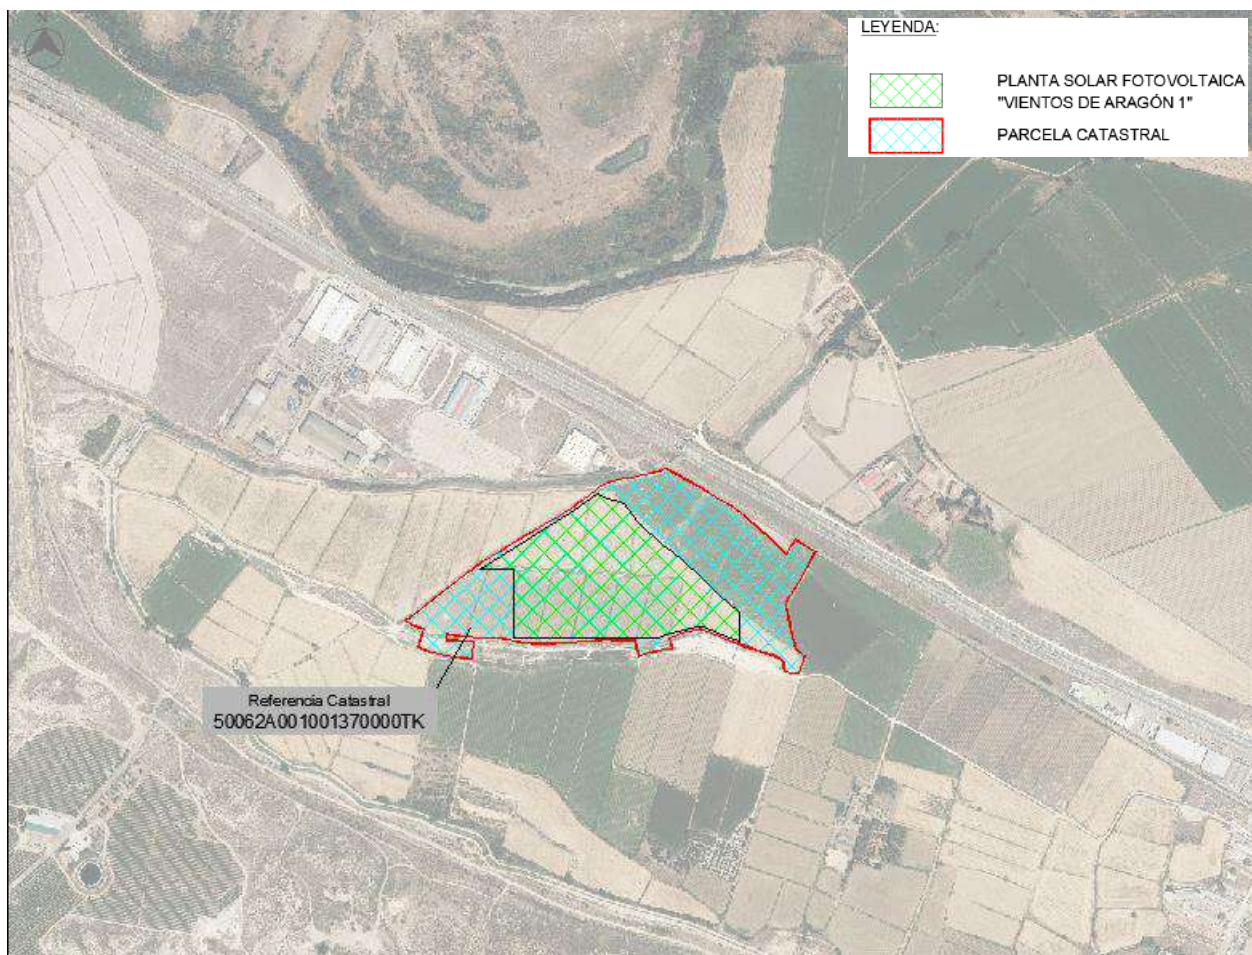 N
LEYENDA:
PLANTA SOLAR FOTOVOLTAICA
"VIENTOS DE ARAGÓN 1"
PARCELA CATASTRAL
Referencia Catastral
50062A001001370000TK